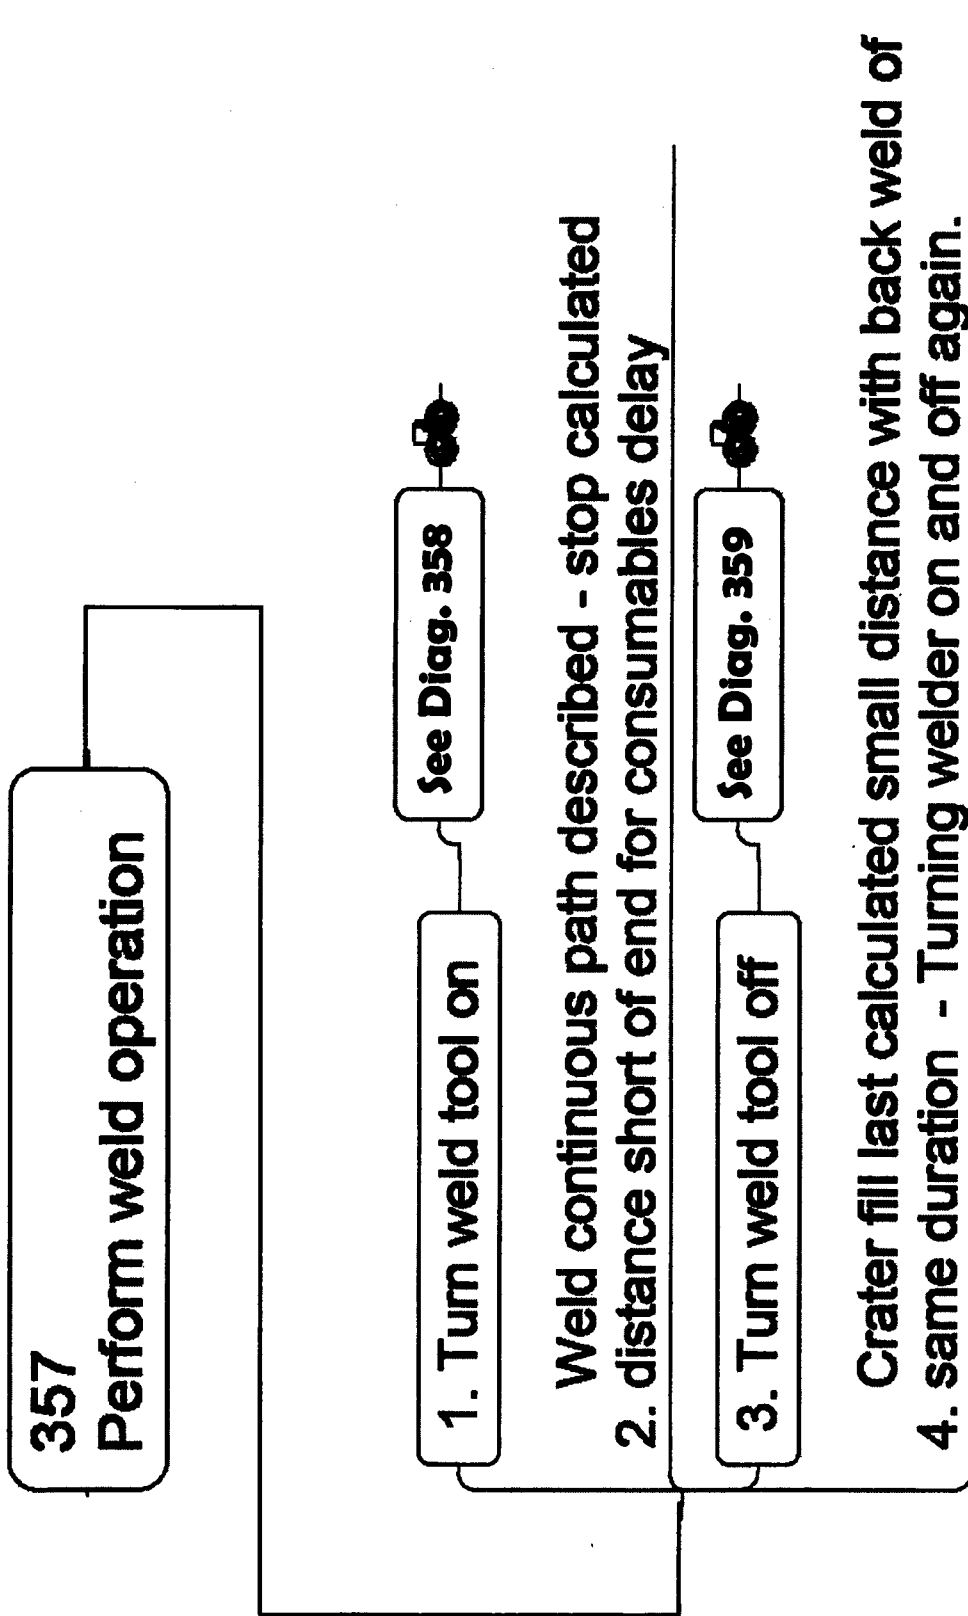 357
Perform weld operation
1. Turn weld tool on
See Diag. 358
Weld continuous path described - stop calculated
2. distance short of end for consumables delay
3. Turn weld tool off
See Diag. 359
Crater fill last calculated small distance with back weld of
4. same duration - Turning welder on and off again.